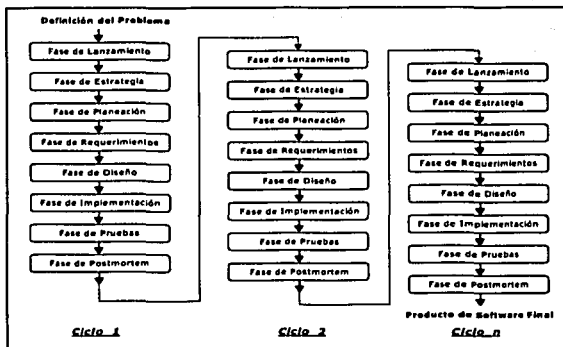 Definición del Problema
Fase de Lanzamiento
Fase de Estrategia
Fase de Planeación
Fase de Requerimientos
Fase de Diseño
Fase de Implementación
Fase de Pruebas
Fase de Postmortem
Ciclo 1
Fase de Lanzamiento
Fase de Estrategia
Fase de Planeación
Fase de Requerimientos
Fase de Diseño
Fase de Implementación
Fase de Pruebas
Fase de Postmortem
Ciclo 2
Fase de Lanzamiento
Fase de Estrategia
Fase de Planeación
Fase de Requerimientos
Fase de Diseño
Fase de Implementación
Fase de Pruebas
Fase de Postmortem
Producto de Software Final
Ciclo n